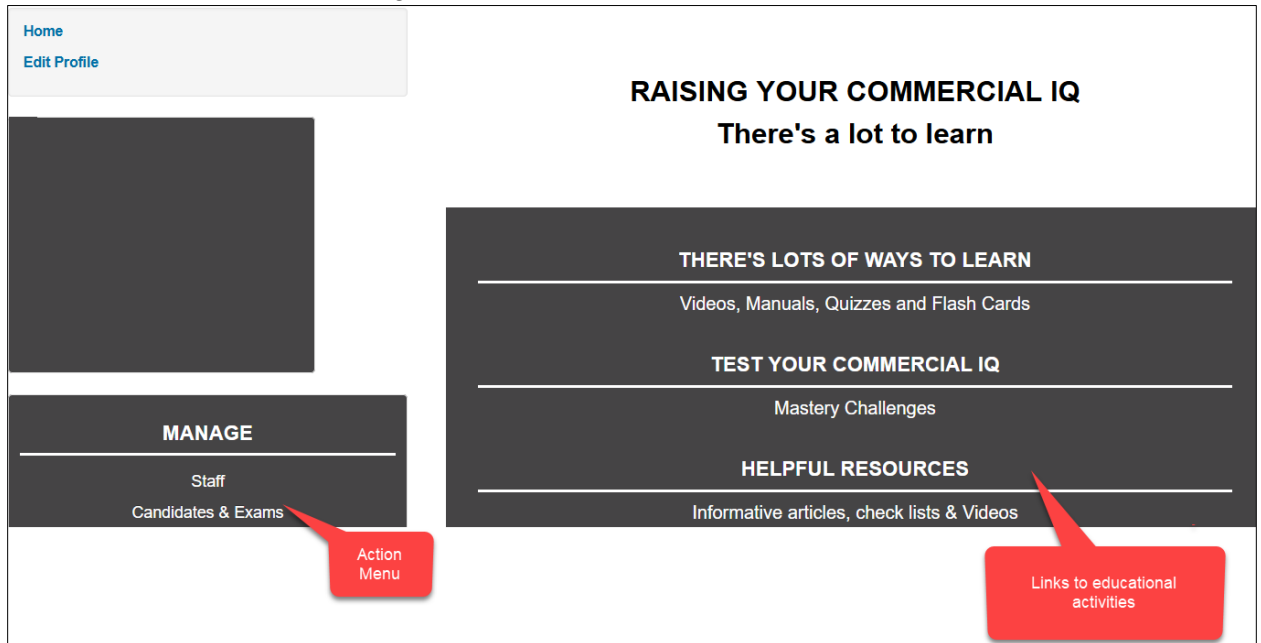 Home
Edit Profile
RAISING YOUR COMMERCIAL IQ
There's a lot to learn
THERE'S LOTS OF WAYS TO LEARN
Videos, Manuals, Quizzes and Flash Cards
TEST YOUR COMMERCIAL IQ
Mastery Challenges
HELPFUL RESOURCES
Informative articles, check lists & Videos
MANAGE
Staff
Candidates & Exams
Action
Menu
Links to educational
activities